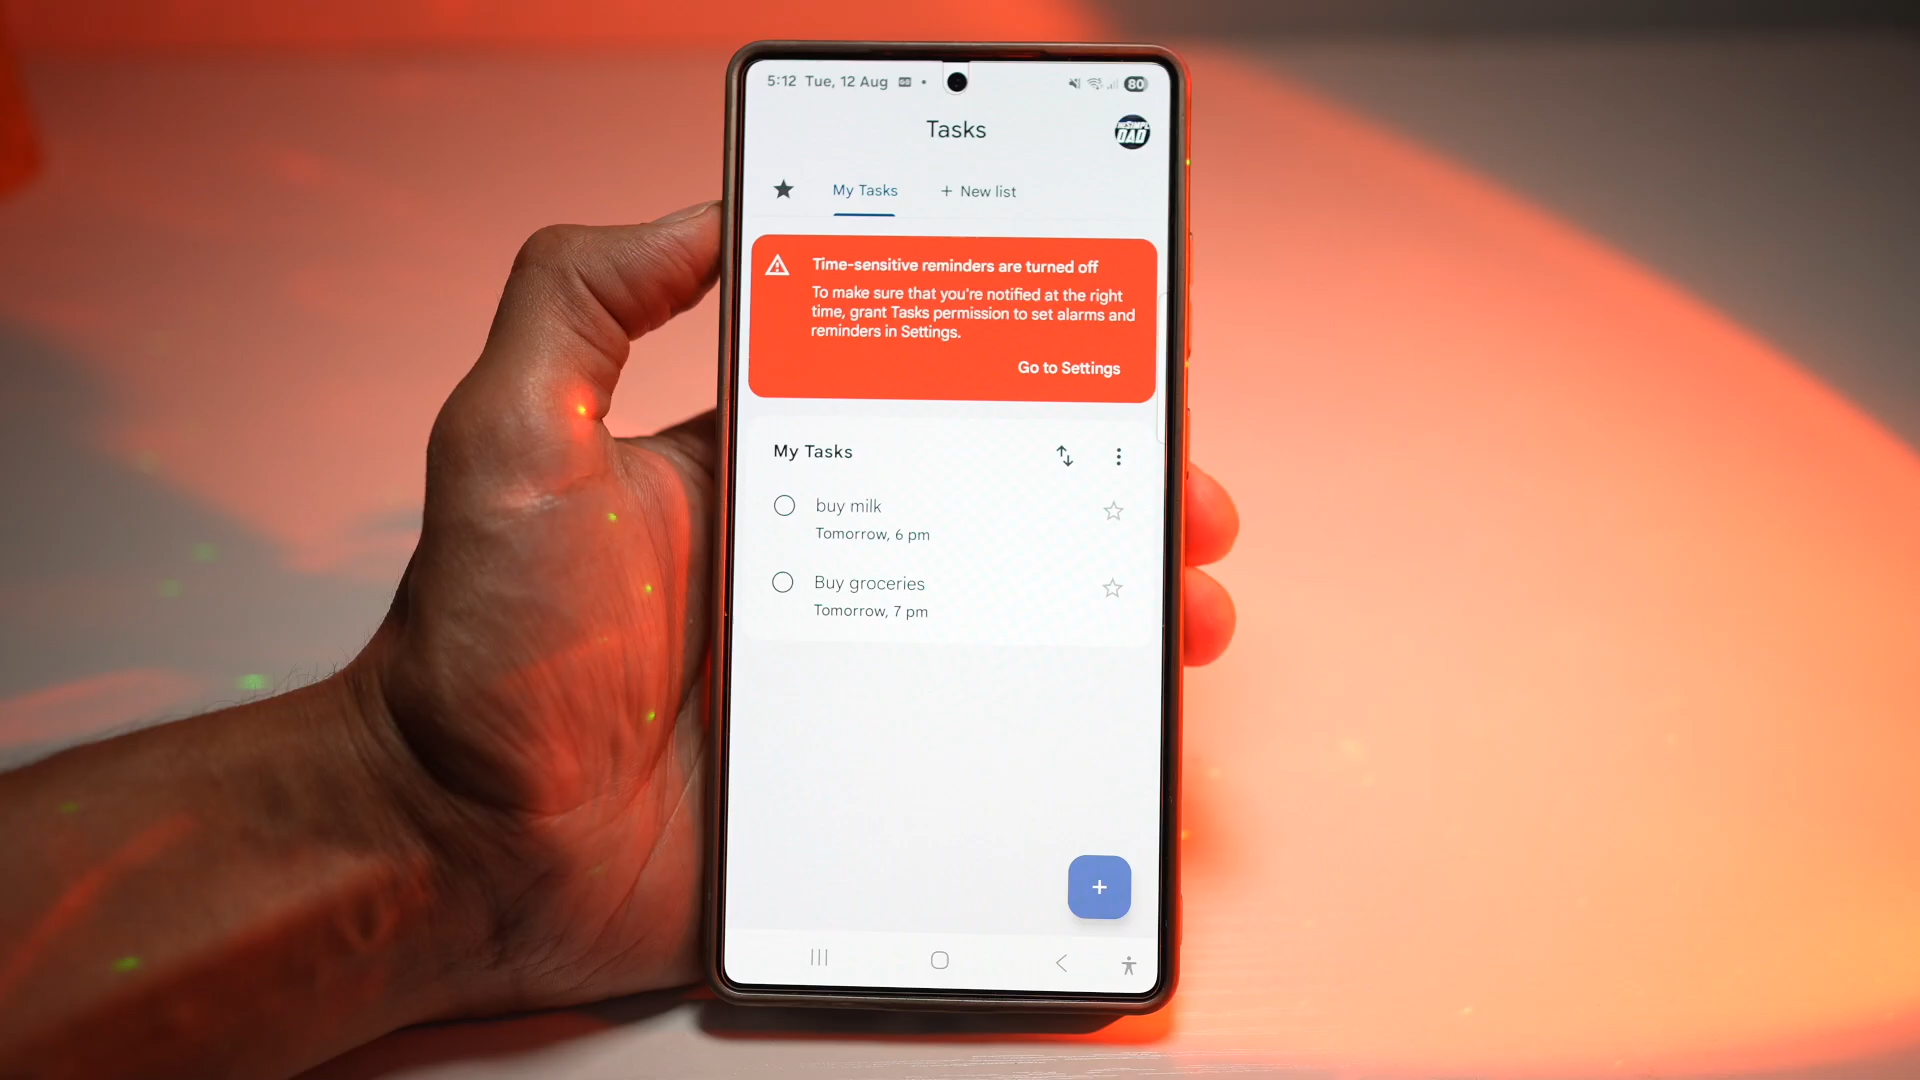 5:12 Tue, 12 Aug
80
Tasks
DAD
My Tasks
+ New list
Time-sensitive reminders are turned off
To make sure that you're notified at the right
time, grant Tasks permission to set alarms and
reminders in Settings.
Go to Settings
My Tasks
buy milk
Tomorrow, 6 pm
Buy groceries
Tomorrow, 7 pm